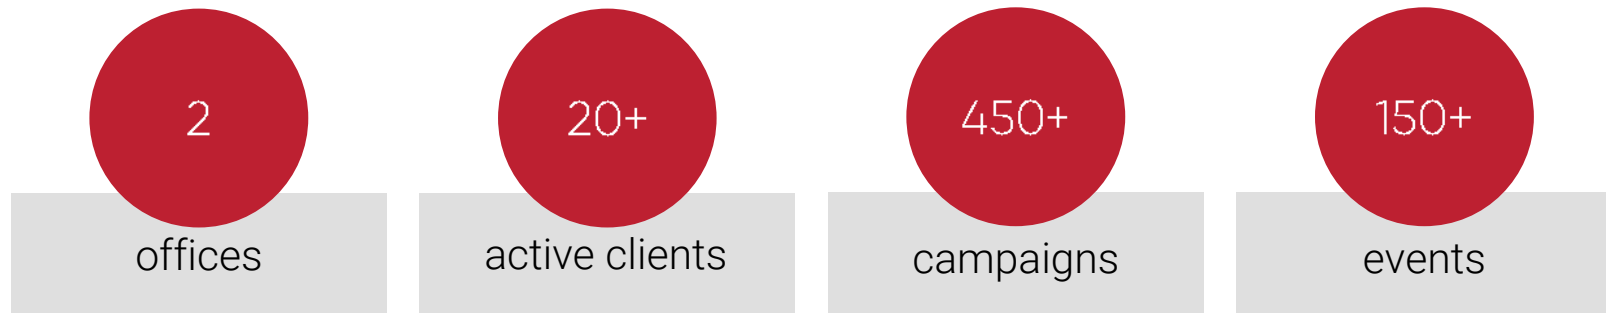 2
20+
450+
150+
offices
active clients
campaigns
events